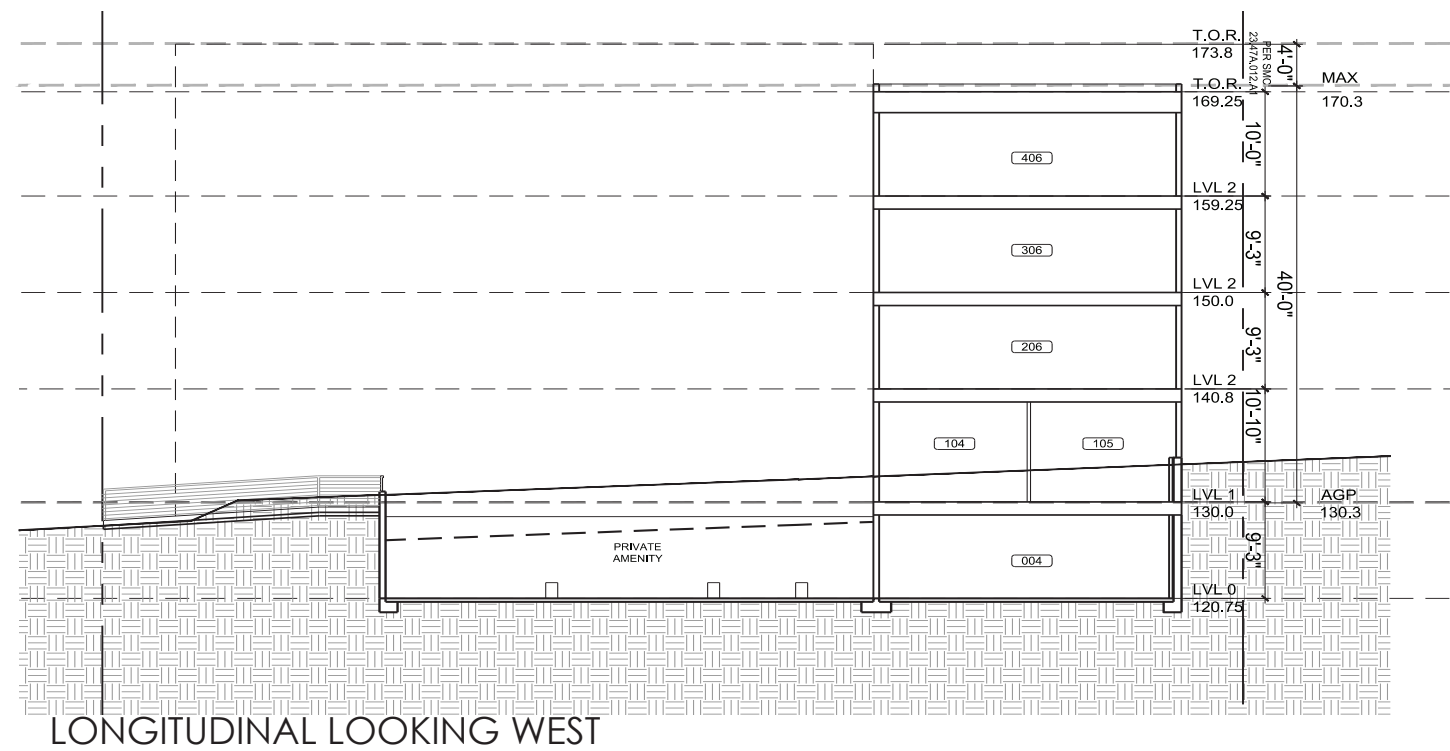 T.O.R.
173.8
PER SMC
23.47A.012.A1
4'-0"
T.O.R.
169.25
MAX
170.3
10'-0"
406
LVL 2
159.25
9'-3"
306
LVL 2
150.0
40'-0"
9'-3"
206
LVL 2
140.8
10'-10"
104
105
LVL 1
130.0
AGP
130.3
9'-3"
PRIVATE
AMENITY
004
LVL 0
120.75
LONGITUDINAL LOOKING WEST